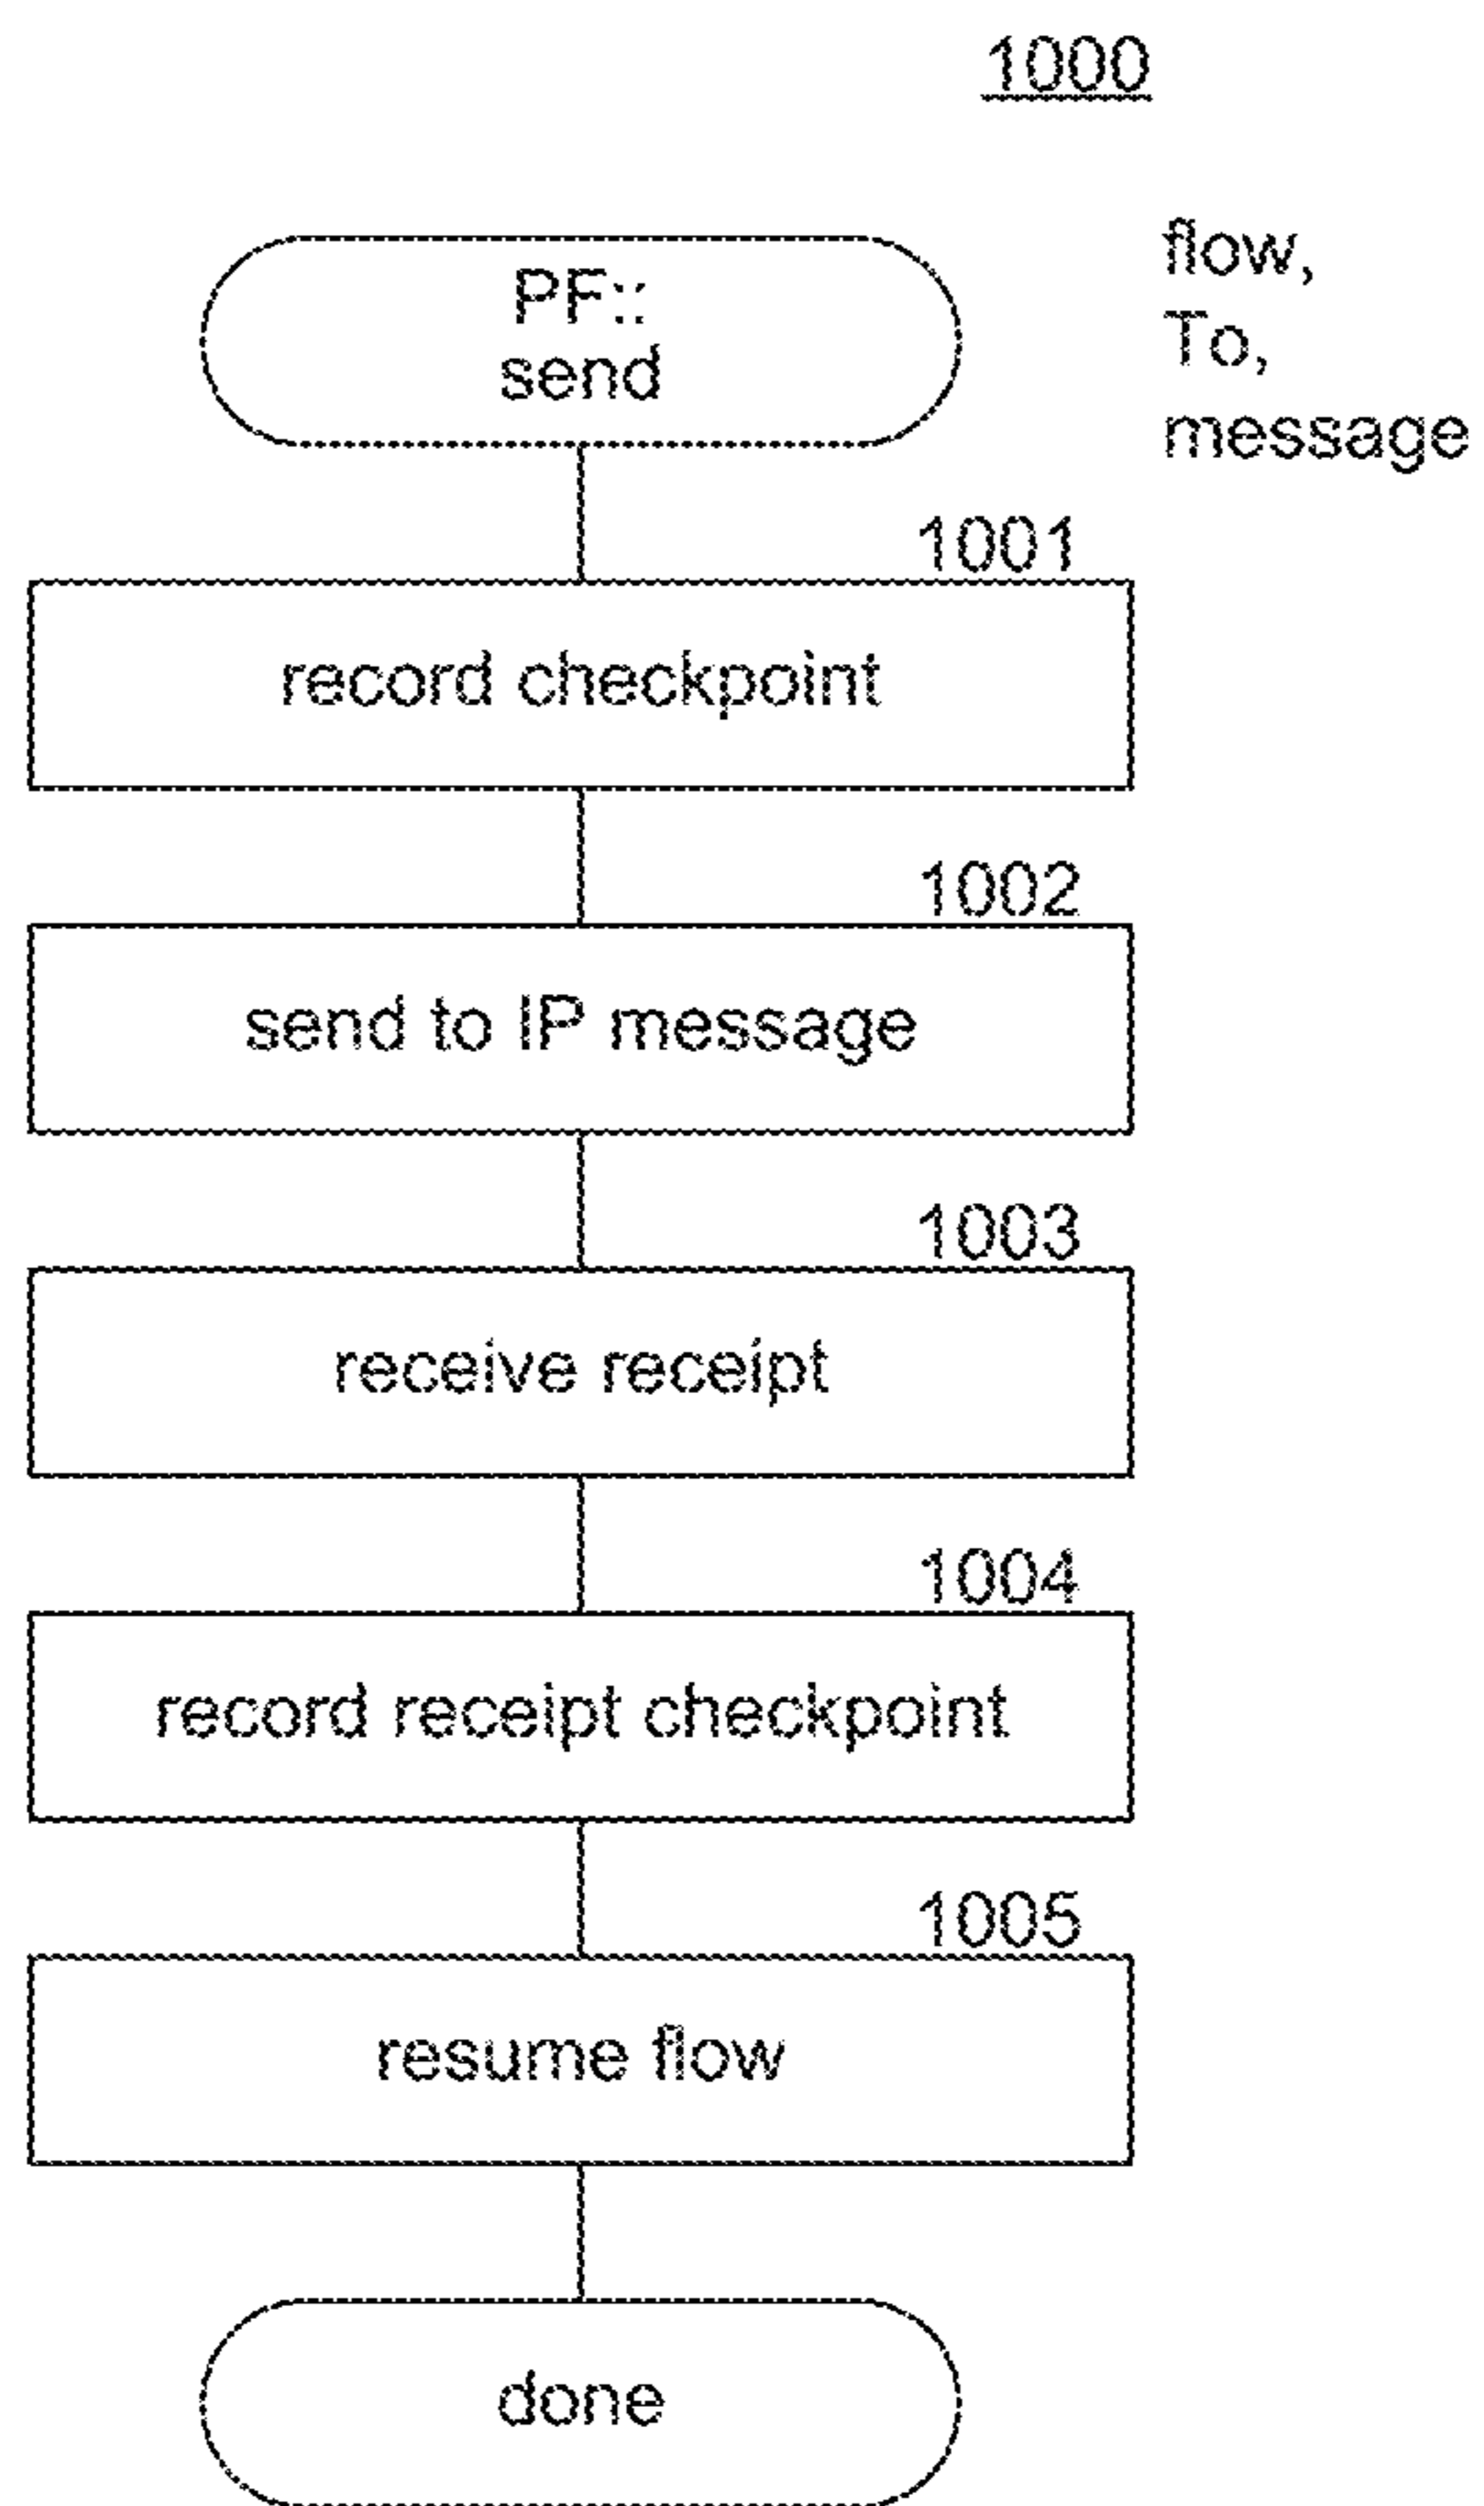 1000
PF::
send
flow,
To,
message
1001
record checkpoint
1002
send to IP message
1003
receive receipt
1004
record receipt checkpoint
1005
resume flow
done